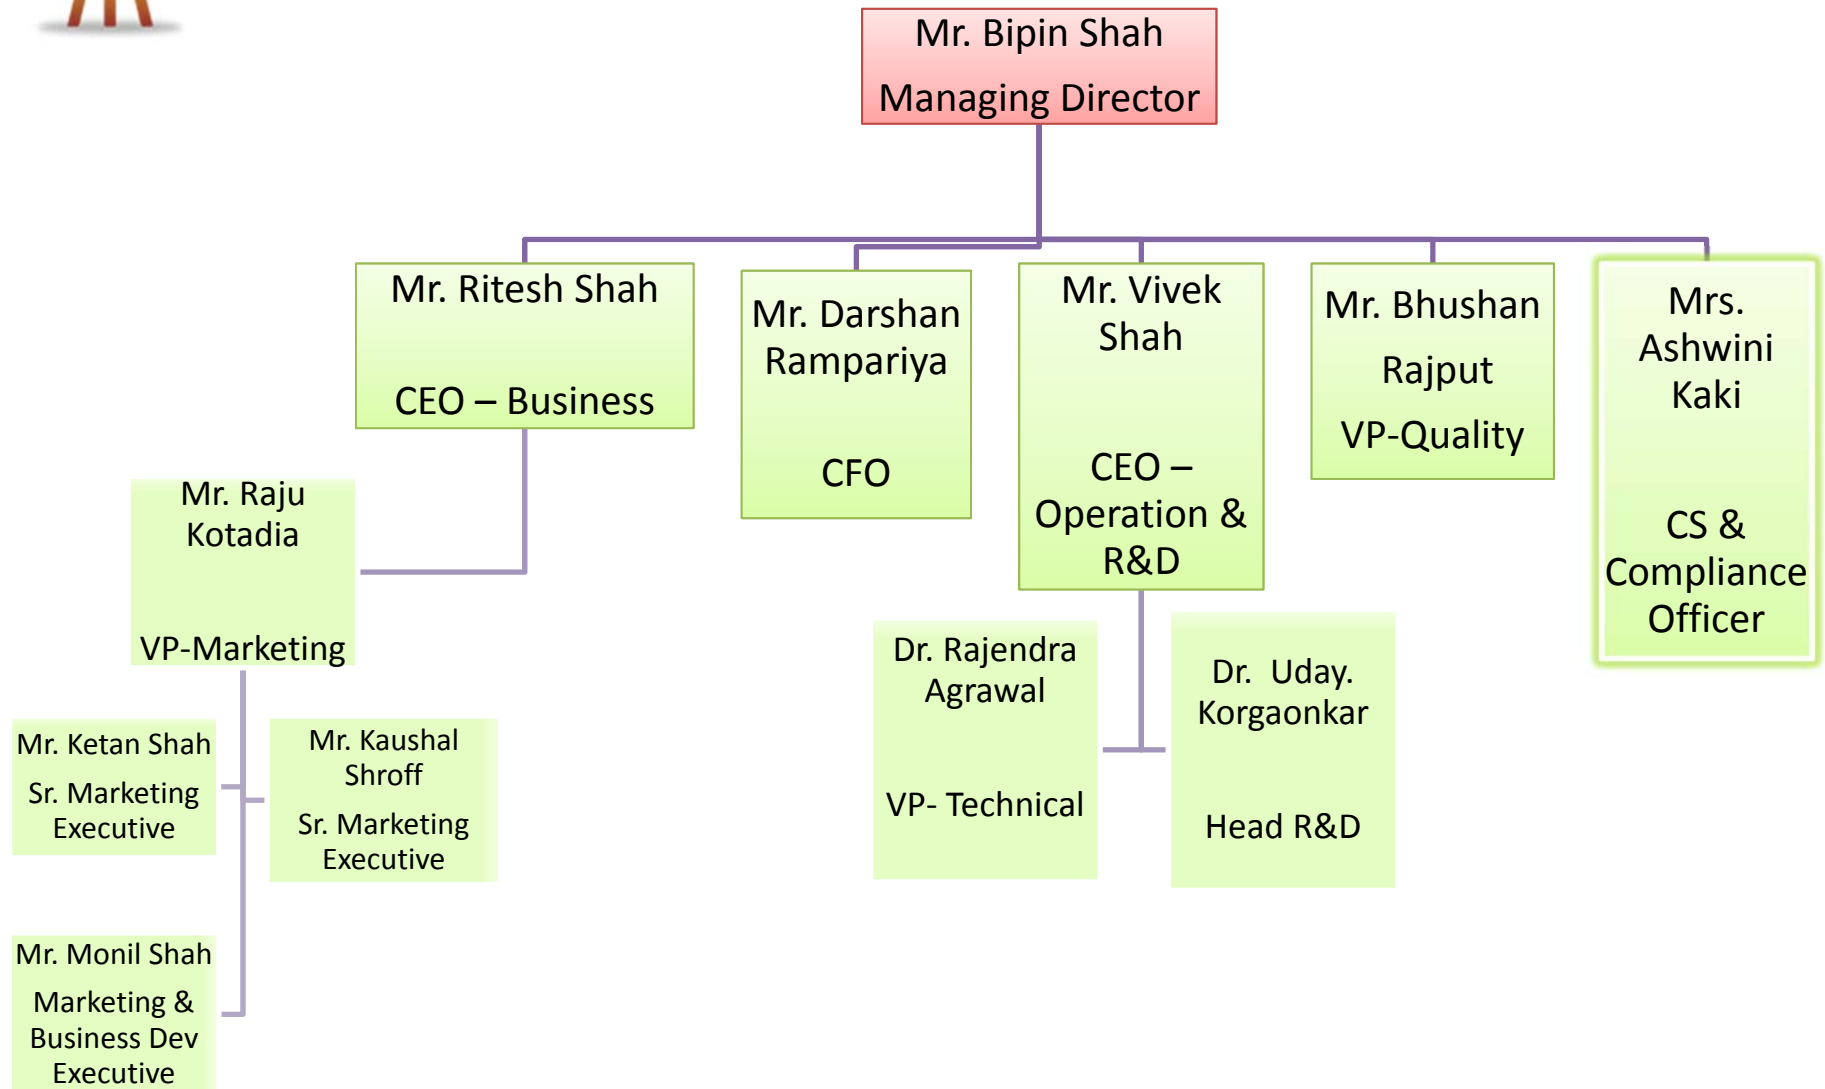 Mr. Bipin Shah
Managing Director
Mr. Ritesh Shah
CEO – Business
Mr. Darshan
Rampariya
CFO
Mr. Vivek
Shah
CEO –
Operation &
R&D
Mr. Bhushan
Rajput
VP-Quality
Mrs.
Ashwini
Kaki
CS &
Compliance
Officer
Mr. Raju
Kotadia
VP-Marketing
Dr. Rajendra
Agrawal
VP- Technical
Dr.  Uday.
Korgaonkar
Head R&D
Mr. Ketan Shah
Sr. Marketing
Executive
Mr. Kaushal
Shroff
Sr. Marketing
Executive
Mr. Monil Shah
Marketing &
Business Dev
Executive